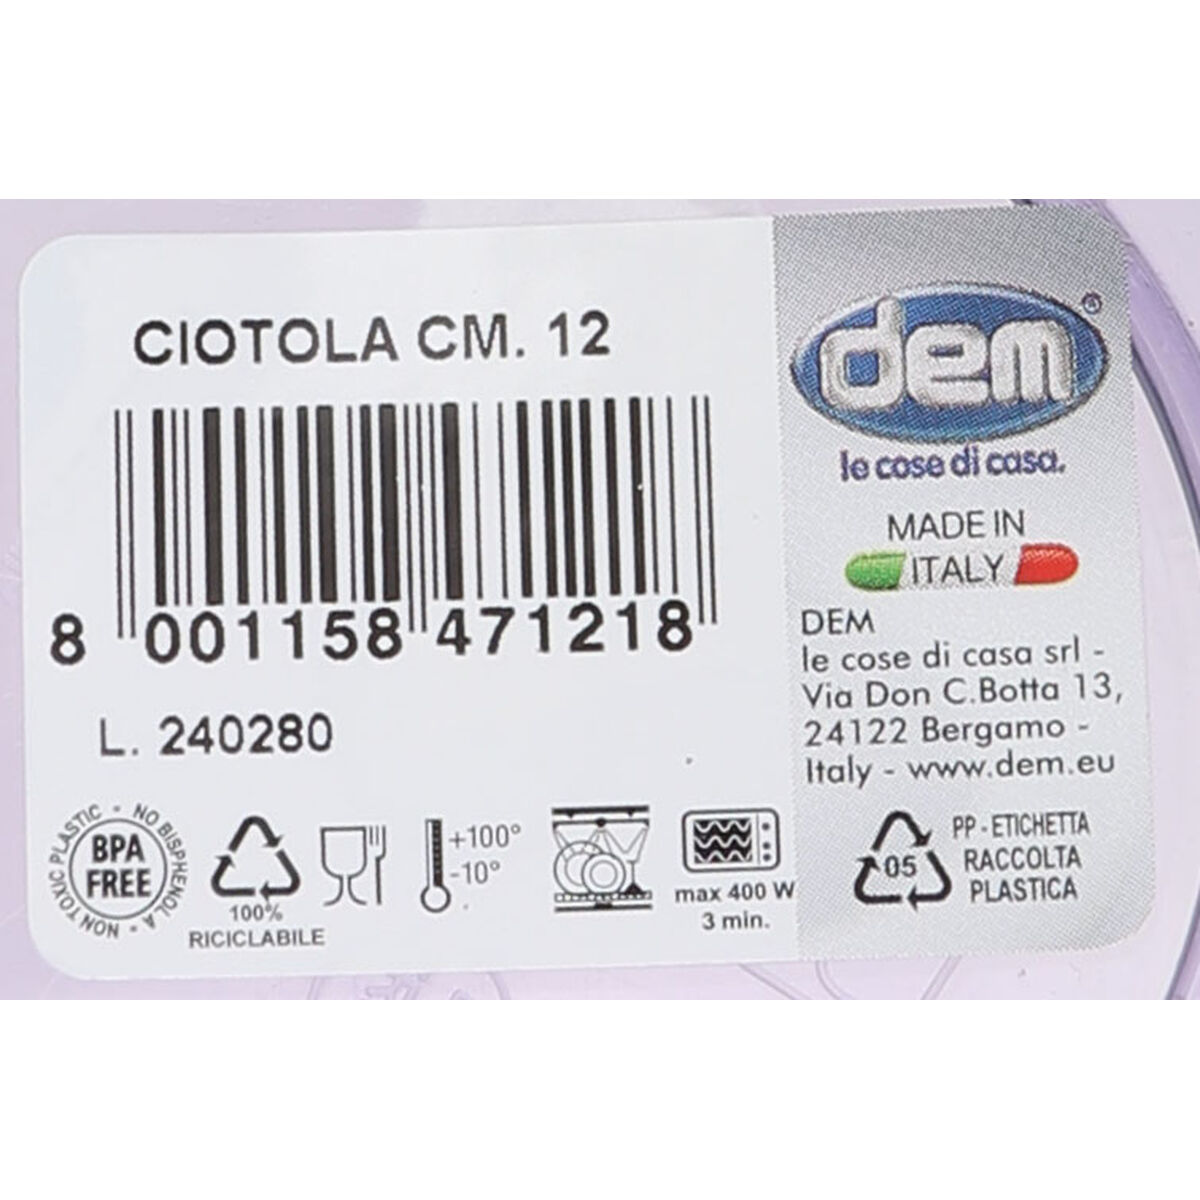 CIOTOLA CM. 12
8 001158 471218
L. 240280
NON TOXIC PLASTIC - NO BISPHENOL A -
BPA
FREE
100%
RICICLABILE
+100°
-10°
max 400 W
3 min.
dem®
le cose di casa.
MADE IN
ITALY
DEM
le cose di casa srl -
Via Don C.Botta 13,
24122 Bergamo -
Italy - www.dem.eu
05
PP - ETICHETTA
RACCOLTA
PLASTICA